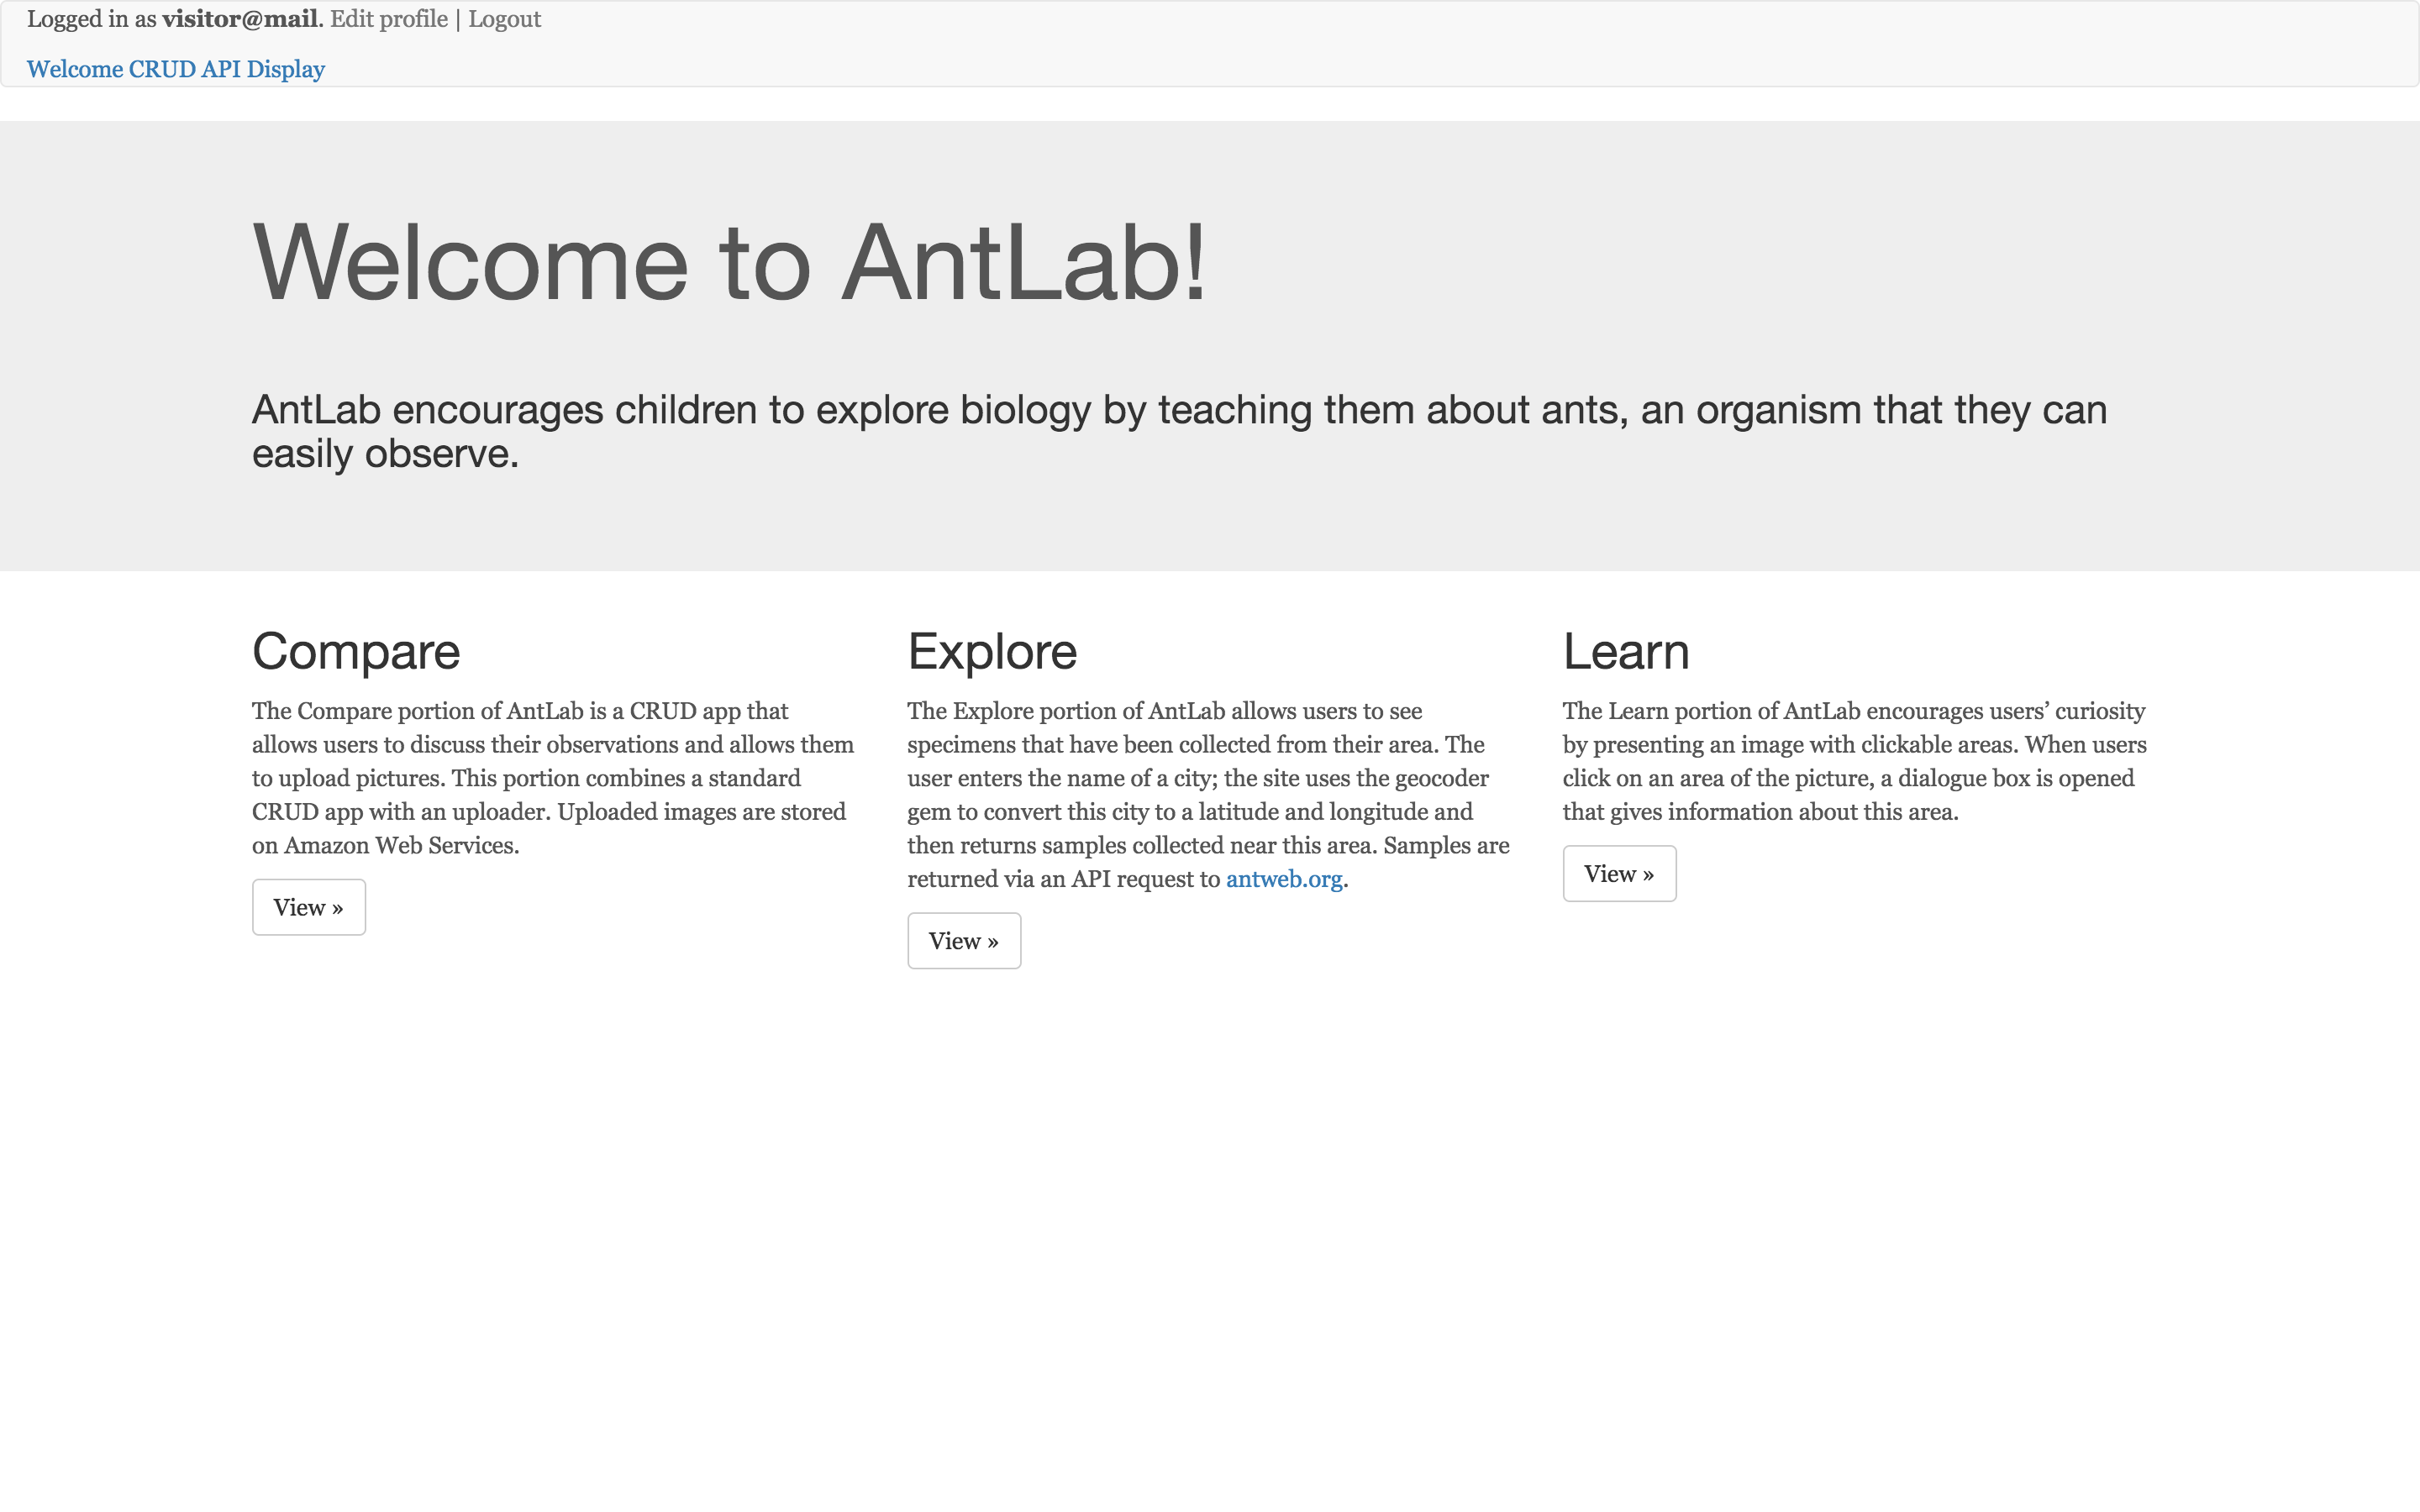 Logged in as visitor@mail. Edit profile | Logout
Welcome CRUD API Display
Welcome to AntLab!
AntLab encourages children to explore biology by teaching them about ants, an organism that they can
easily observe.
Compare
The Compare portion of AntLab is a CRUD app that
allows users to discuss their observations and allows them
to upload pictures. This portion combines a standard
CRUD app with an uploader. Uploaded images are stored
on Amazon Web Services.
View »
Explore
The Explore portion of AntLab allows users to see
specimens that have been collected from their area. The
user enters the name of a city; the site uses the geocoder
gem to convert this city to a latitude and longitude and
then returns samples collected near this area. Samples are
returned via an API request to antweb.org.
View »
Learn
The Learn portion of AntLab encourages users’ curiosity
by presenting an image with clickable areas. When users
click on an area of the picture, a dialogue box is opened
that gives information about this area.
View »